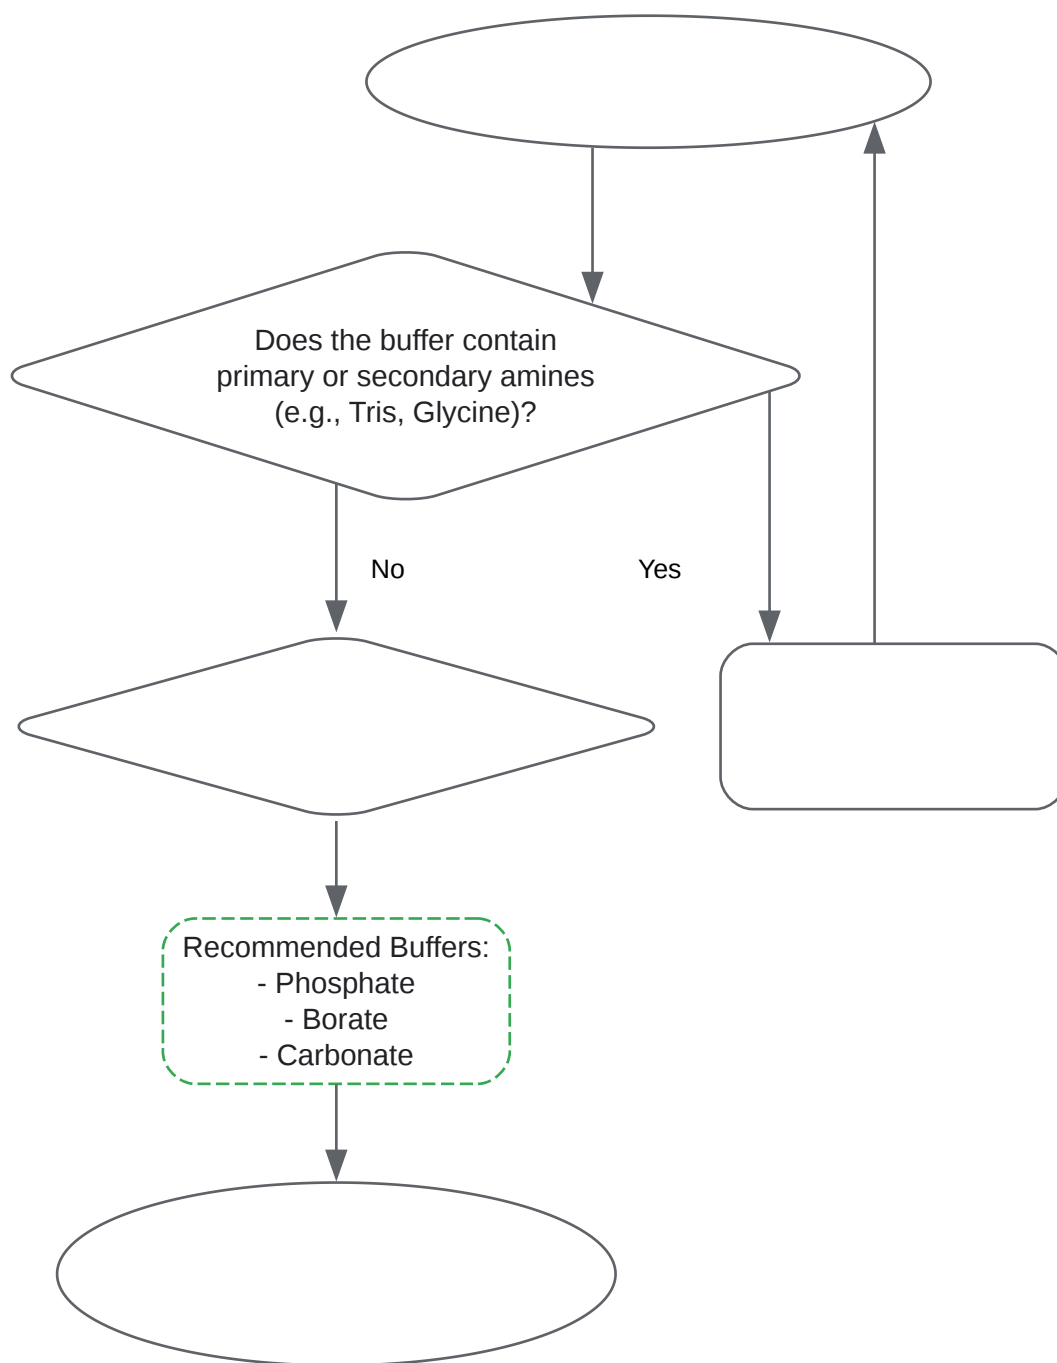 Does the buffer contain
primary or secondary amines
(e.g., Tris, Glycine)?
No
Yes
Recommended Buffers:
- Phosphate
- Borate
- Carbonate